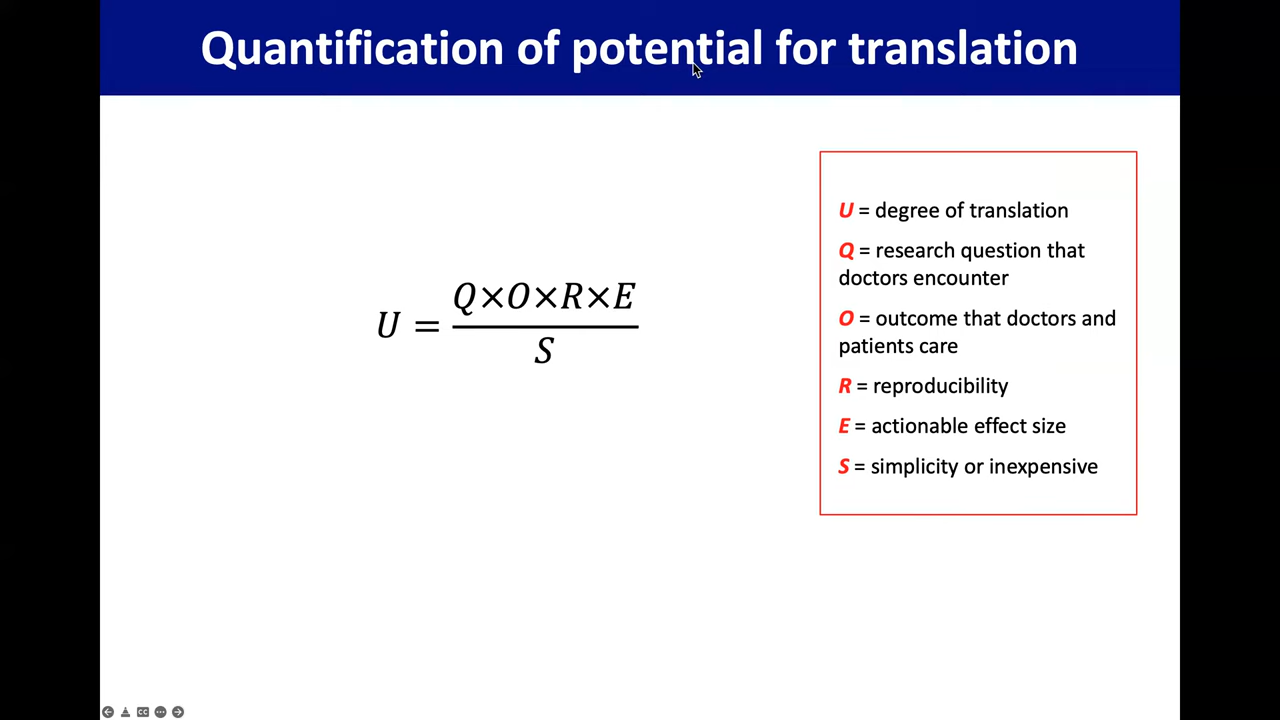 Quantification of potential for translation
U = Q×O×R×E / S
U = degree of translation
Q = research question that
doctors encounter
O = outcome that doctors and
patients care
R = reproducibility
E = actionable effect size
S = simplicity or inexpensive
CC